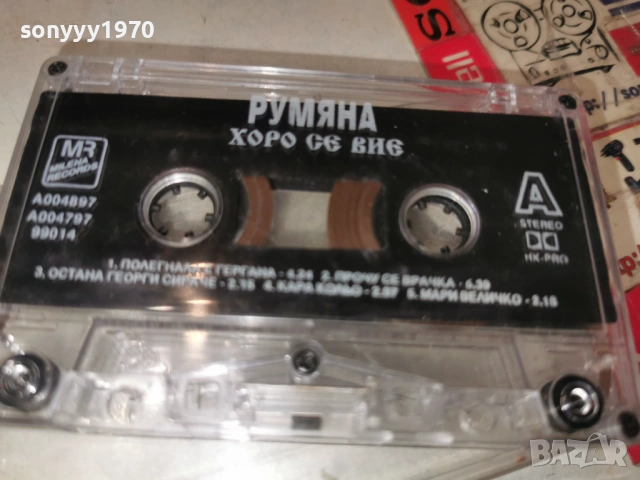 sonyyy1970
РУМЯНА
ХОРО СЕ ВИЕ
MR
MILENA
RECORDS
A004897
A004797
99014
A
STEREO
HX-PRO
1. ПОЛЕГНАЛА Е ГЕРГАНА - 4.24 2. ПРОЧУ СЕ ВРАЧКА - 4.39
3. ОСТАНА ГЕОРГИ СИРАЧЕ - 2.15 4. КАРА КОЛЬО - 2.57 5. МАРИ ВЕЛИЧКО - 2.15
BAZAR